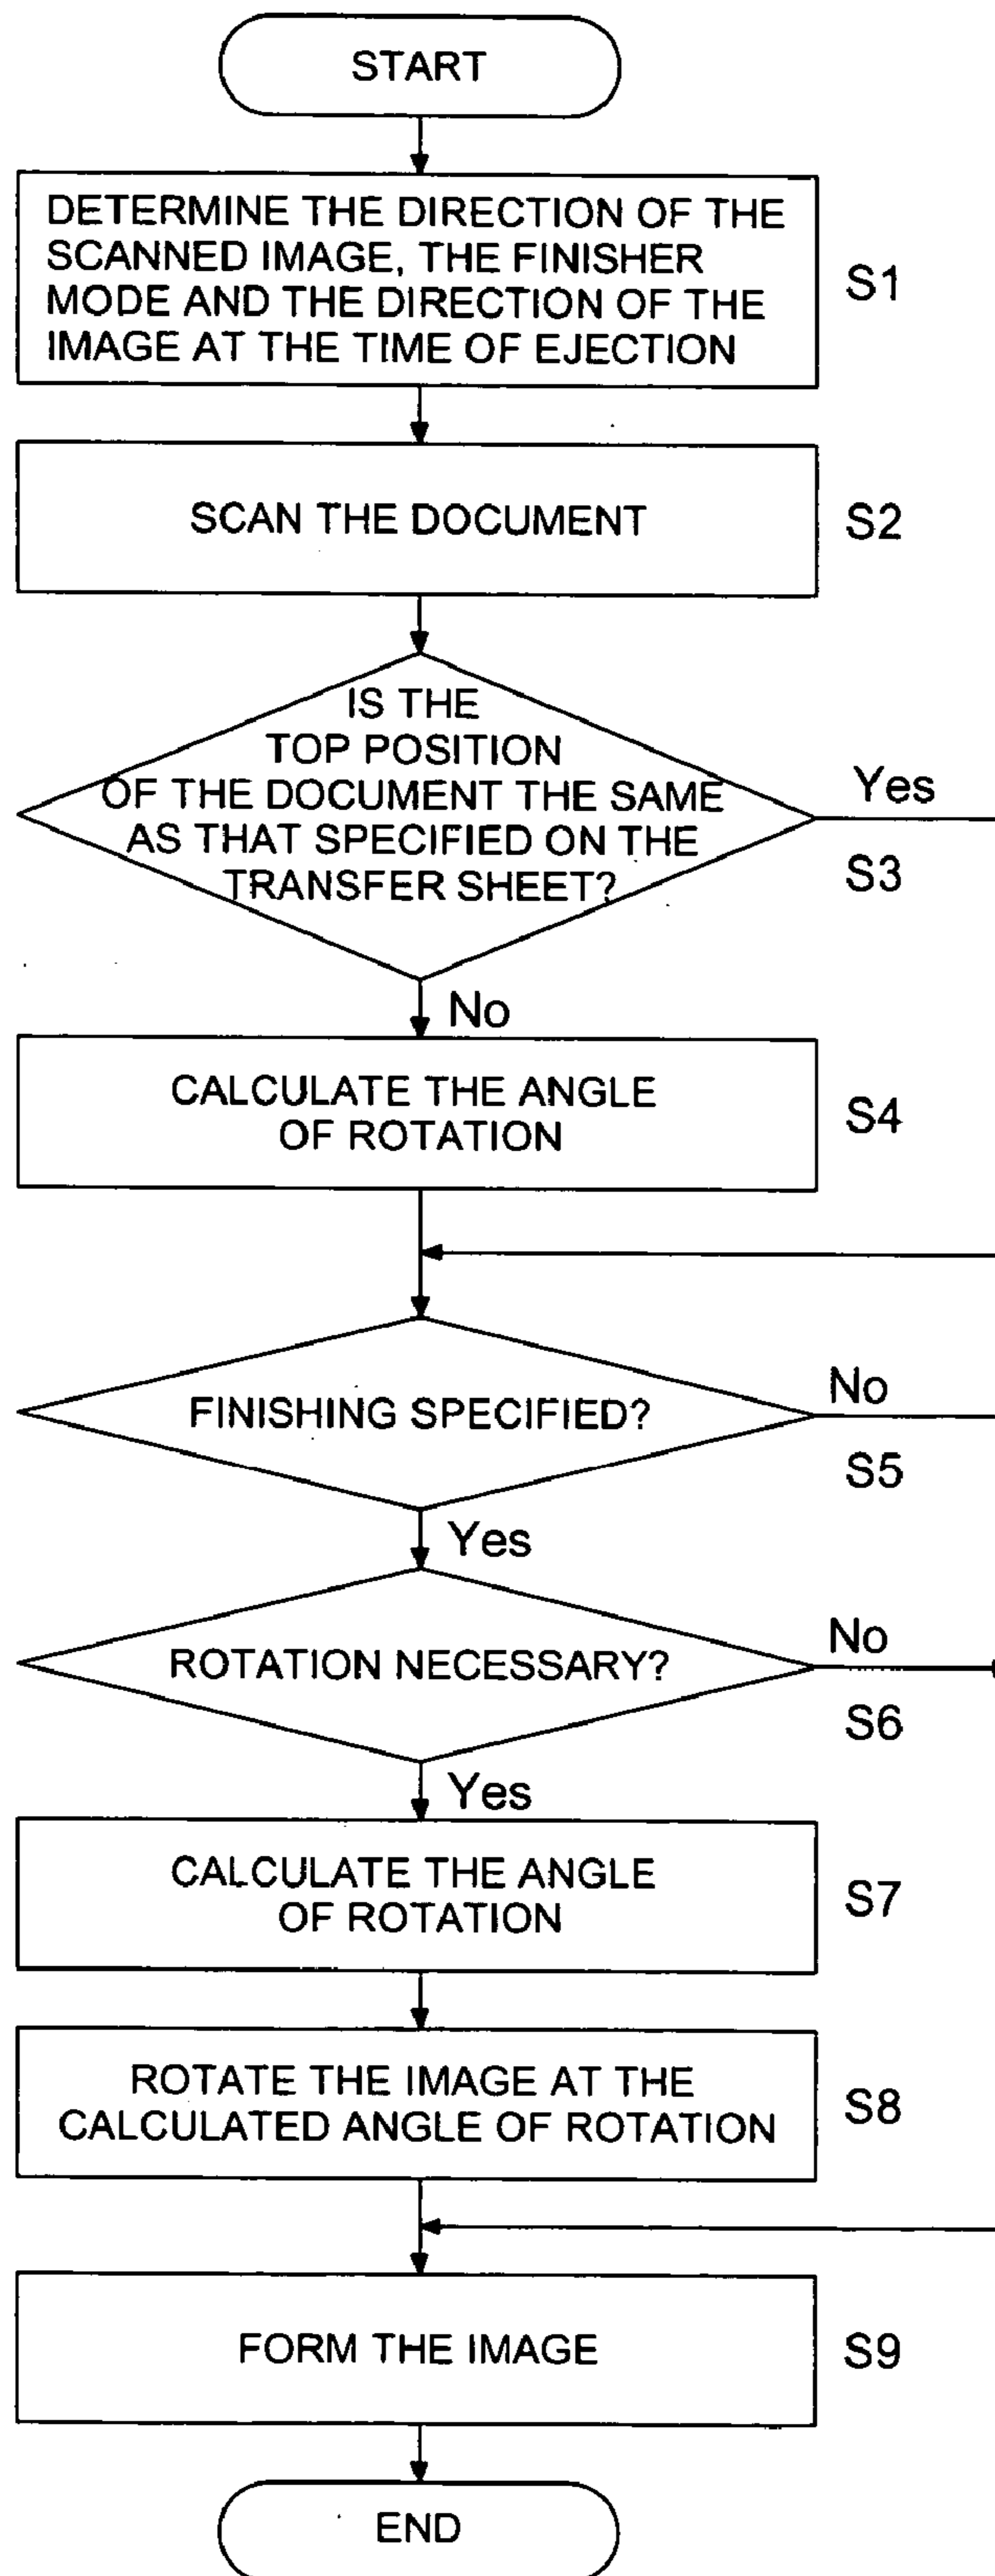 START
DETERMINE THE DIRECTION OF THE
SCANNED IMAGE, THE FINISHER
MODE AND THE DIRECTION OF THE
IMAGE AT THE TIME OF EJECTION
S1
SCAN THE DOCUMENT
S2
IS THE
TOP POSITION
OF THE DOCUMENT THE SAME
AS THAT SPECIFIED ON THE
TRANSFER SHEET?
Yes
S3
No
CALCULATE THE ANGLE
OF ROTATION
S4
FINISHING SPECIFIED?
No
S5
Yes
ROTATION NECESSARY?
No
S6
Yes
CALCULATE THE ANGLE
OF ROTATION
S7
ROTATE THE IMAGE AT THE
CALCULATED ANGLE OF ROTATION
S8
FORM THE IMAGE
S9
END